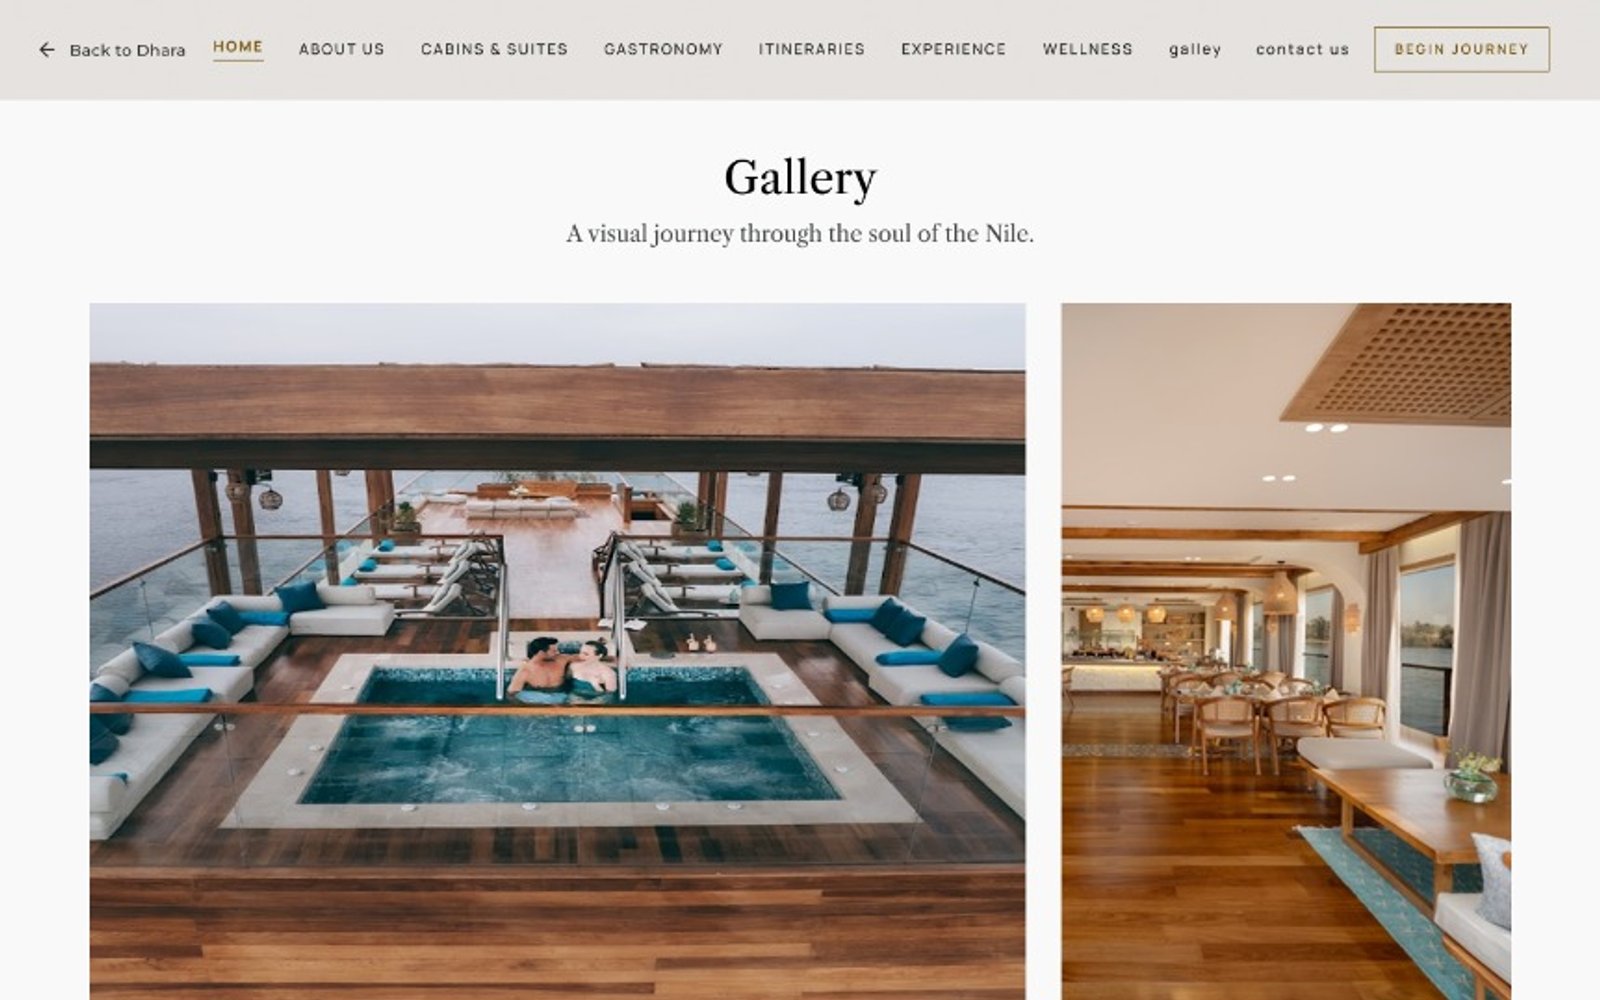 ← Back to Dhara HOME ABOUT US CABINS & SUITES GASTRONOMY ITINERARIES EXPERIENCE WELLNESS galley contact us BEGIN JOURNEY
Gallery
A visual journey through the soul of the Nile.